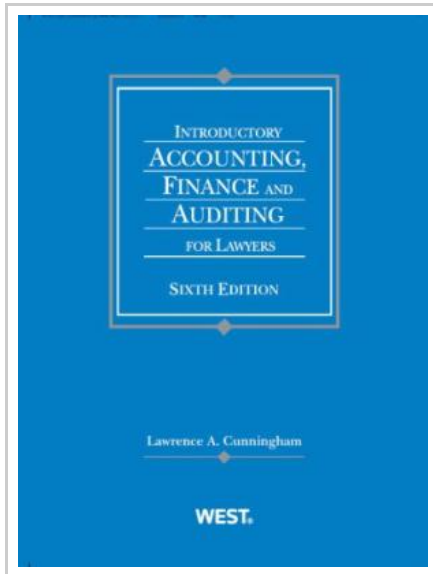 INTRODUCTORY
ACCOUNTING,
FINANCE AND
AUDITING
FOR LAWYERS
SIXTH EDITION
Lawrence A. Cunningham
WEST®